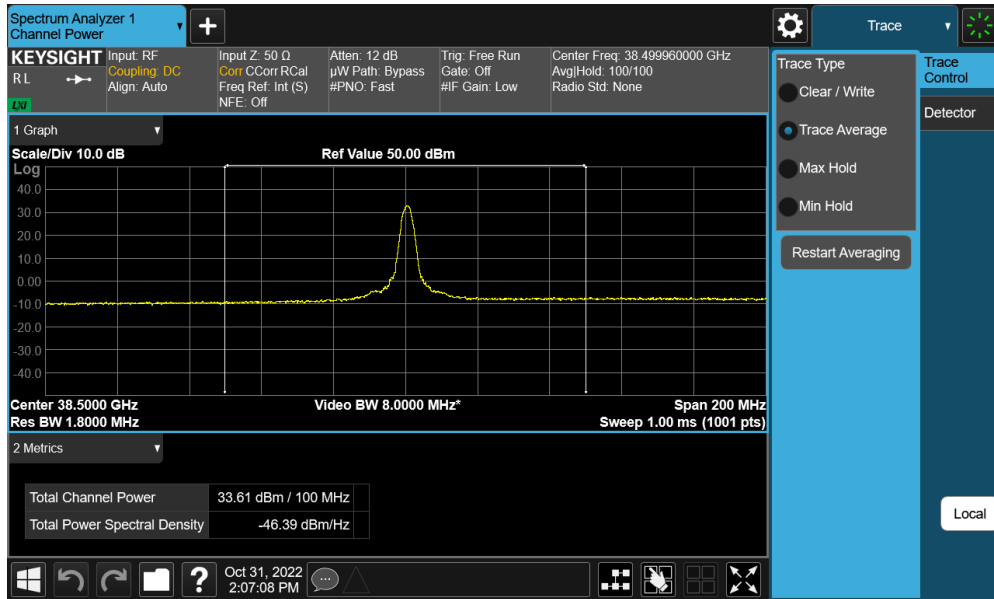 Spectrum Analyzer 1
Channel Power
+
Trace
KEYSIGHT
R L
LXI
Input: RF
Coupling: DC
Align: Auto
Input Z: 50 Ω
Corr CCorr RCal
Freq Ref: Int (S)
NFE: Off
Atten: 12 dB
µW Path: Bypass
#PNO: Fast
Trig: Free Run
Gate: Off
#IF Gain: Low
Center Freq: 38.499960000 GHz
Avg|Hold: 100/100
Radio Std: None
Trace Type
Clear / Write
Trace Average
Max Hold
Min Hold
Restart Averaging
Trace
Control
Detector
Local
1 Graph
Scale/Div 10.0 dB
Ref Value 50.00 dBm
Log
40.0
30.0
20.0
10.0
0.00
-10.0
-20.0
-30.0
-40.0
Center 38.5000 GHz
Video BW 8.0000 MHz*
Span 200 MHz
Res BW 1.8000 MHz
Sweep 1.00 ms (1001 pts)
2 Metrics
Total Channel Power 33.61 dBm / 100 MHz
Total Power Spectral Density -46.39 dBm/Hz
?
Oct 31, 2022
2:07:08 PM